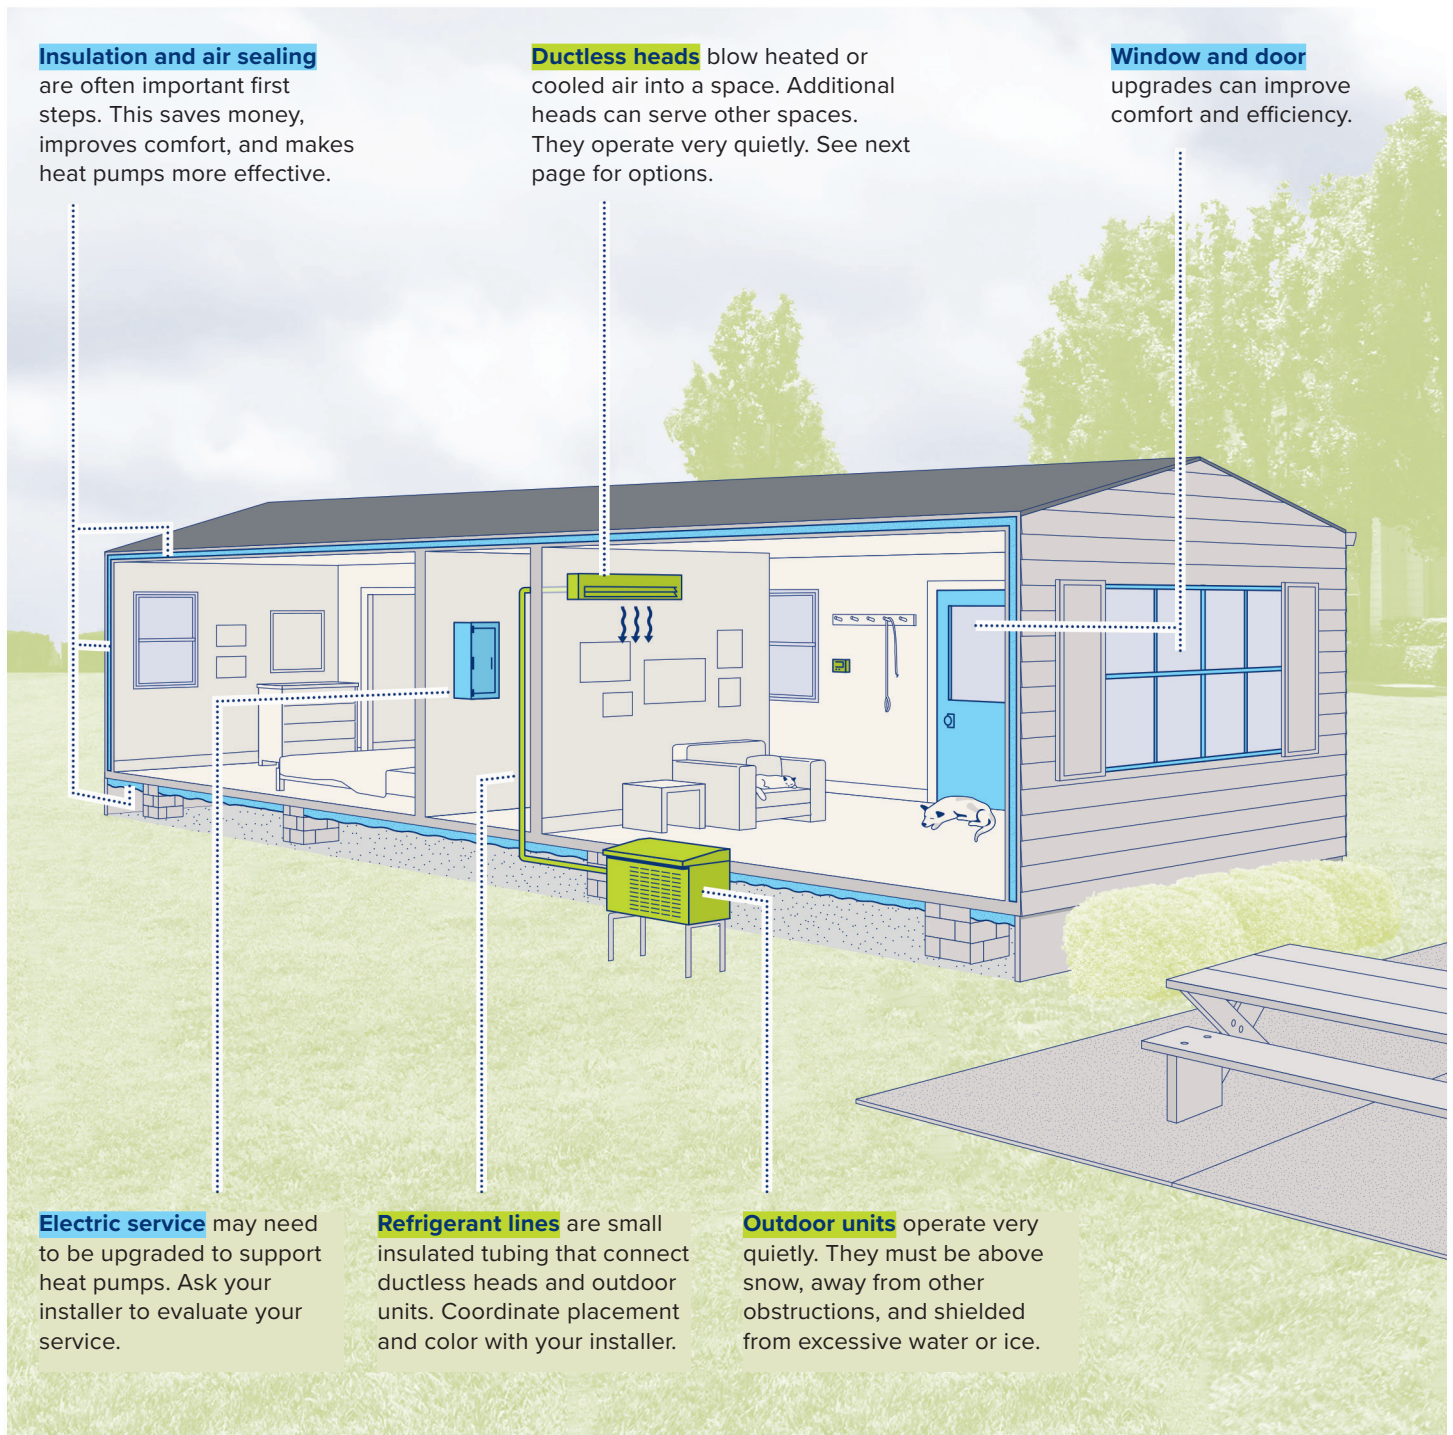 Insulation and air sealing
are often important first
steps. This saves money,
improves comfort, and makes
heat pumps more effective.
Ductless heads blow heated or
cooled air into a space. Additional
heads can serve other spaces.
They operate very quietly. See next
page for options.
Window and door
upgrades can improve
comfort and efficiency.
Electric service may need
to be upgraded to support
heat pumps. Ask your
installer to evaluate your
service.
Refrigerant lines are small
insulated tubing that connect
ductless heads and outdoor
units. Coordinate placement
and color with your installer.
Outdoor units operate very
quietly. They must be above
snow, away from other
obstructions, and shielded
from excessive water or ice.